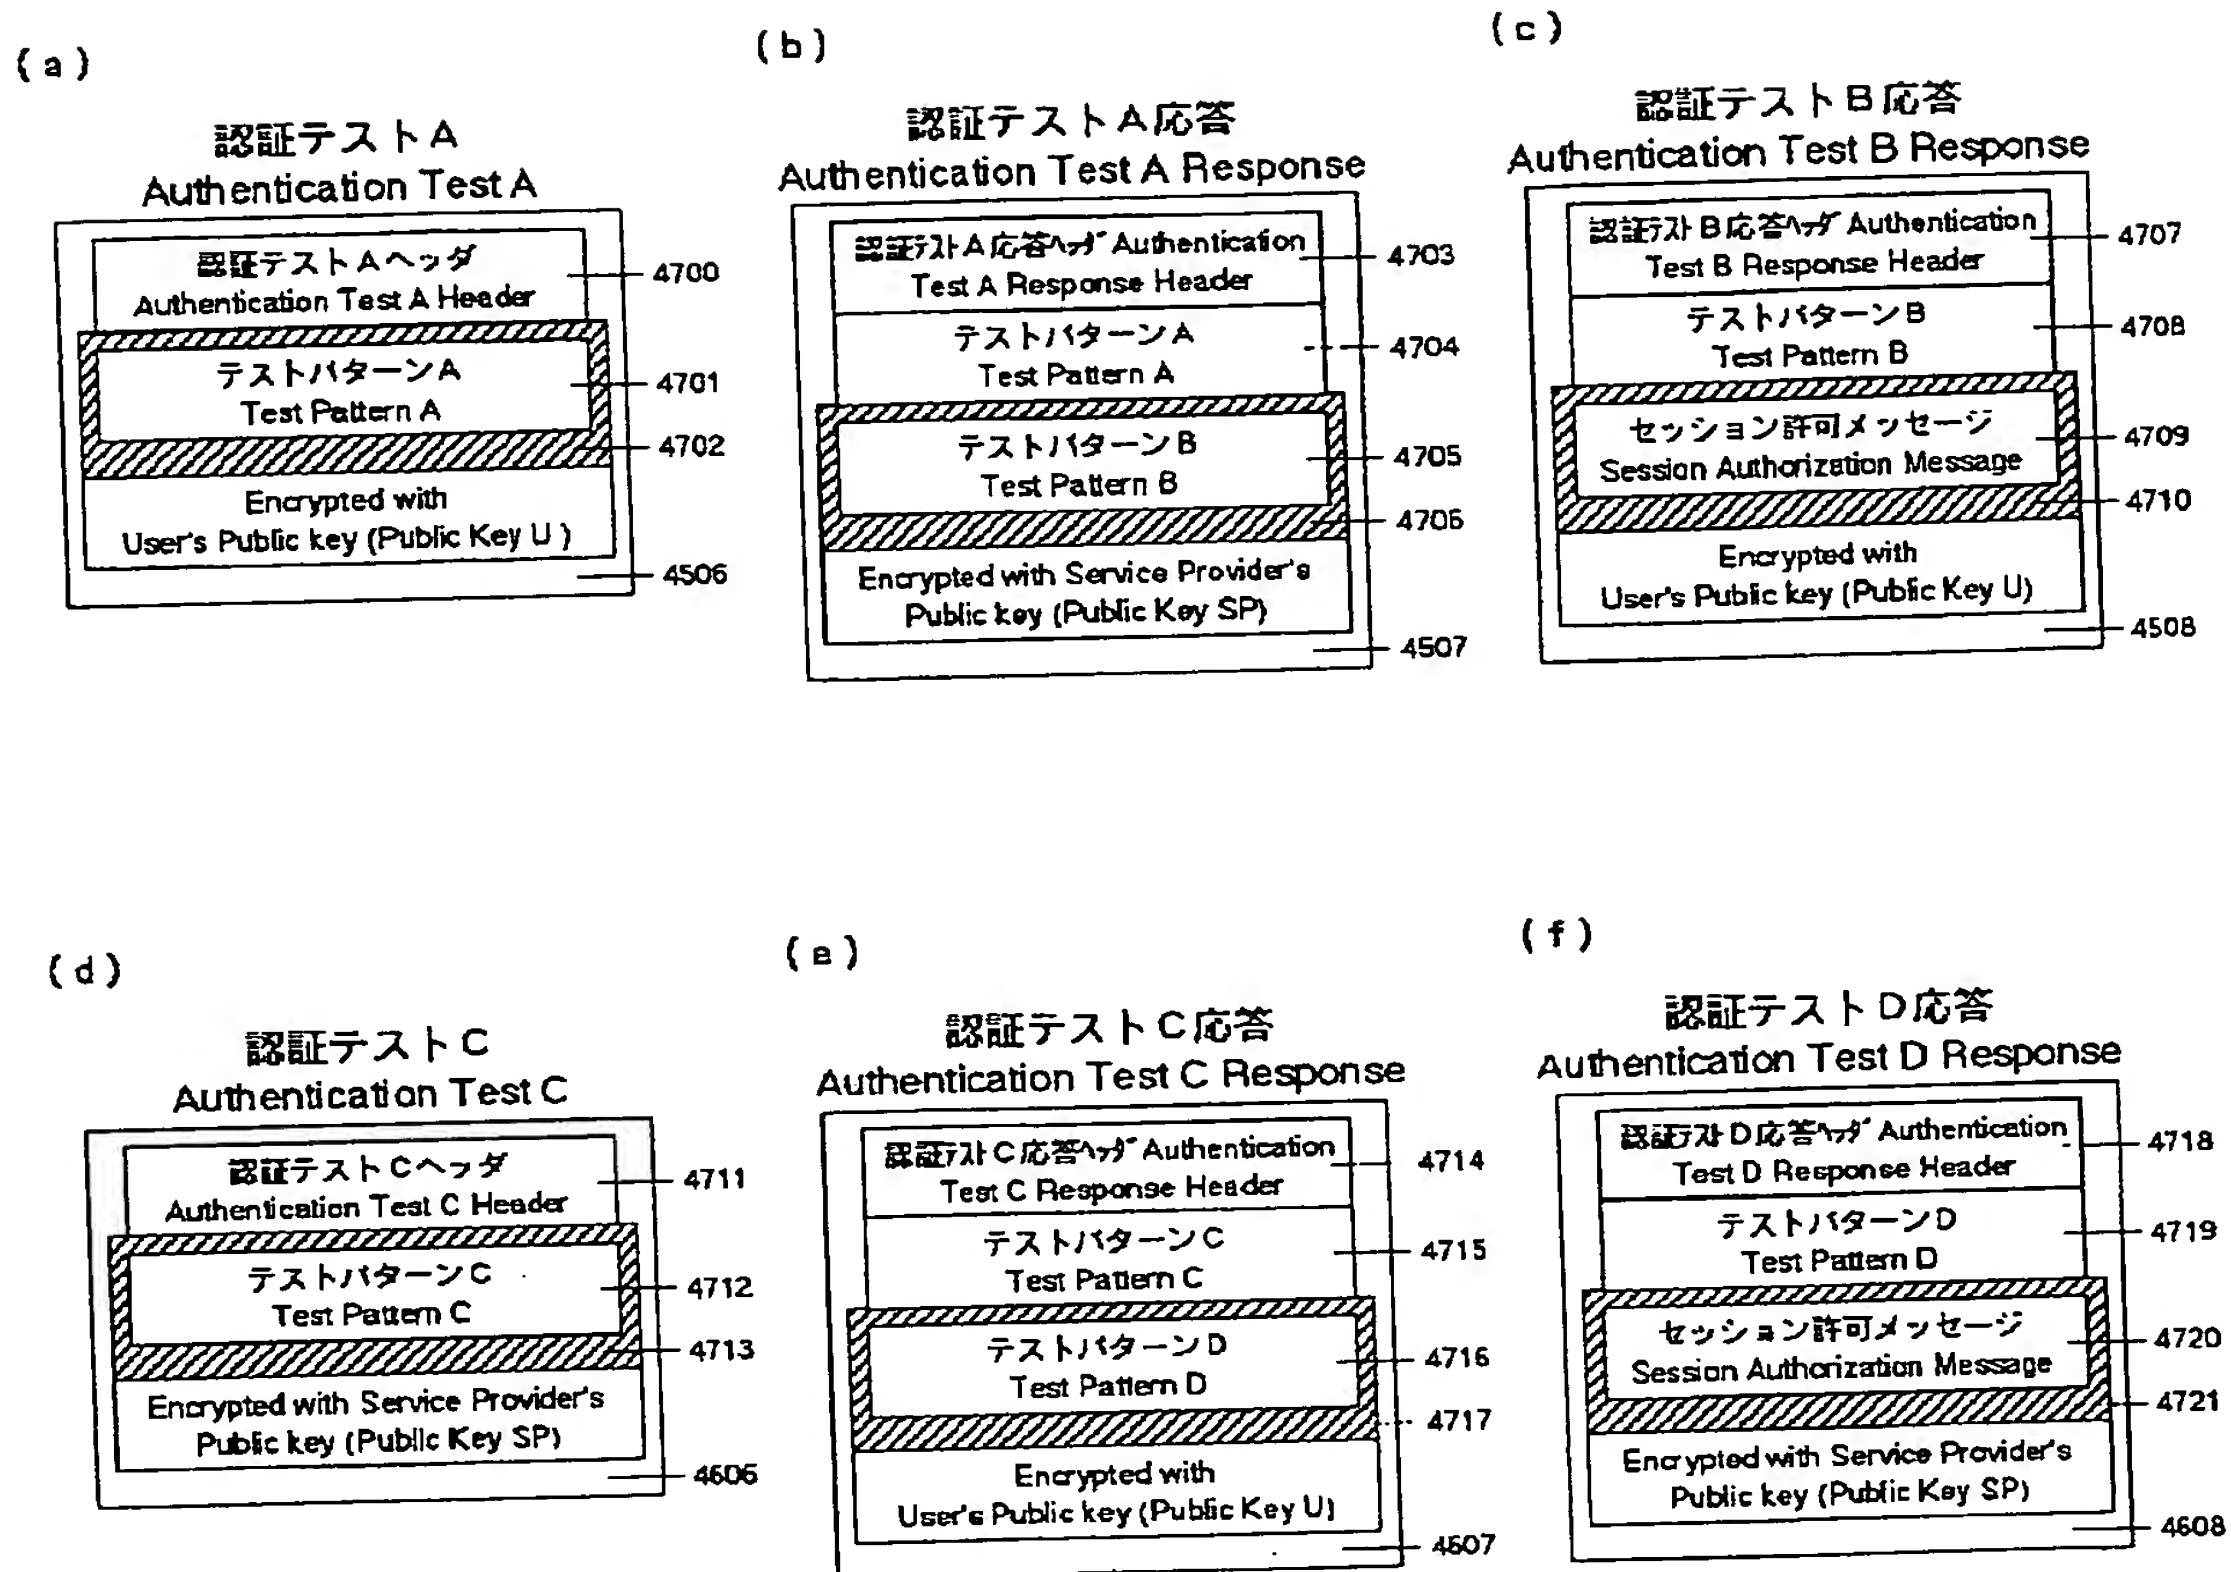 (a)
認証テストA
Authentication Test A
認証テストAヘッダ
Authentication Test A Header
4700
テストパターンA
Test Pattern A
4701
4702
Encrypted with
User's Public key (Public Key U )
4506
(b)
認証テストA応答
Authentication Test A Response
認証テストA応答ヘッダ Authentication
Test A Response Header
4703
テストパターンA
Test Pattern A
4704
テストパターンB
Test Pattern B
4705
4706
Encrypted with Service Provider's
Public key (Public Key SP)
4507
(c)
認証テストB応答
Authentication Test B Response
認証テストB応答ヘッダ Authentication
Test B Response Header
4707
テストパターンB
Test Pattern B
4708
セッション許可メッセージ
Session Authorization Message
4709
4710
Encrypted with
User's Public key (Public Key U)
4508
(d)
認証テストC
Authentication Test C
認証テストCヘッダ
Authentication Test C Header
4711
テストパターンC
Test Pattern C
4712
4713
Encrypted with Service Provider's
Public key (Public Key SP)
4606
(e)
認証テストC応答
Authentication Test C Response
認証テストC応答ヘッダ Authentication
Test C Response Header
4714
テストパターンC
Test Pattern C
4715
テストパターンD
Test Pattern D
4716
4717
Encrypted with
User's Public key (Public Key U)
4607
(f)
認証テストD応答
Authentication Test D Response
認証テストD応答ヘッダ Authentication
Test D Response Header
4718
テストパターンD
Test Pattern D
4719
セッション許可メッセージ
Session Authorization Message
4720
4721
Encrypted with Service Provider's
Public key (Public Key SP)
4608